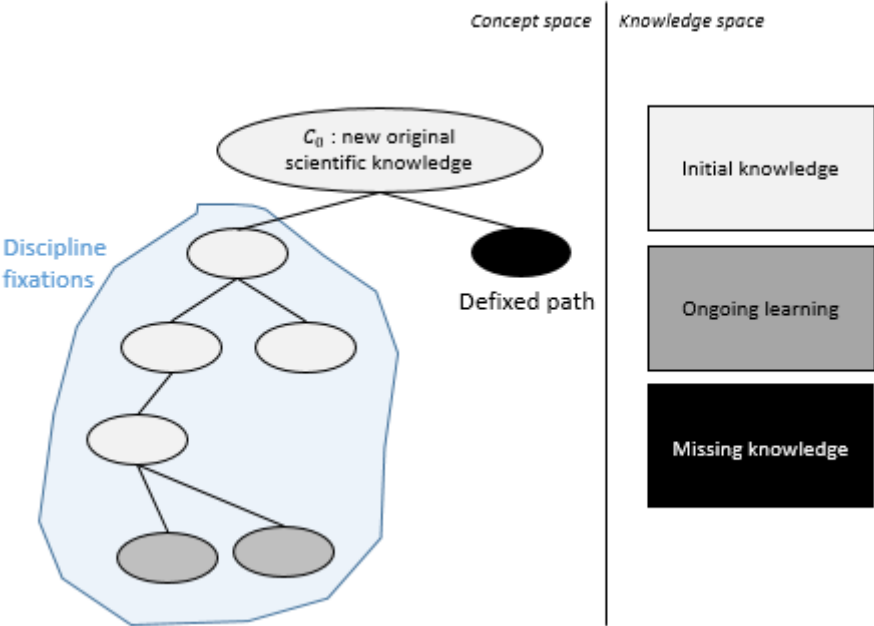 Concept space
Knowledge space
C₀ : new original
scientific knowledge
Initial knowledge
Discipline
fixations
Defixed path
Ongoing learning
Missing knowledge